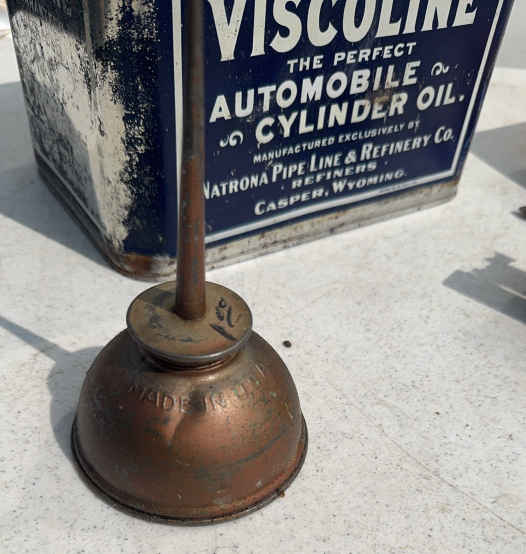 VISCOLINE
THE PERFECT
AUTOMOBILE
CYLINDER OIL.
MANUFACTURED EXCLUSIVELY BY
NATRONA PIPE LINE & REFINERY CO.
REFINERS
CASPER, WYOMING.
MADE IN U.S.A.